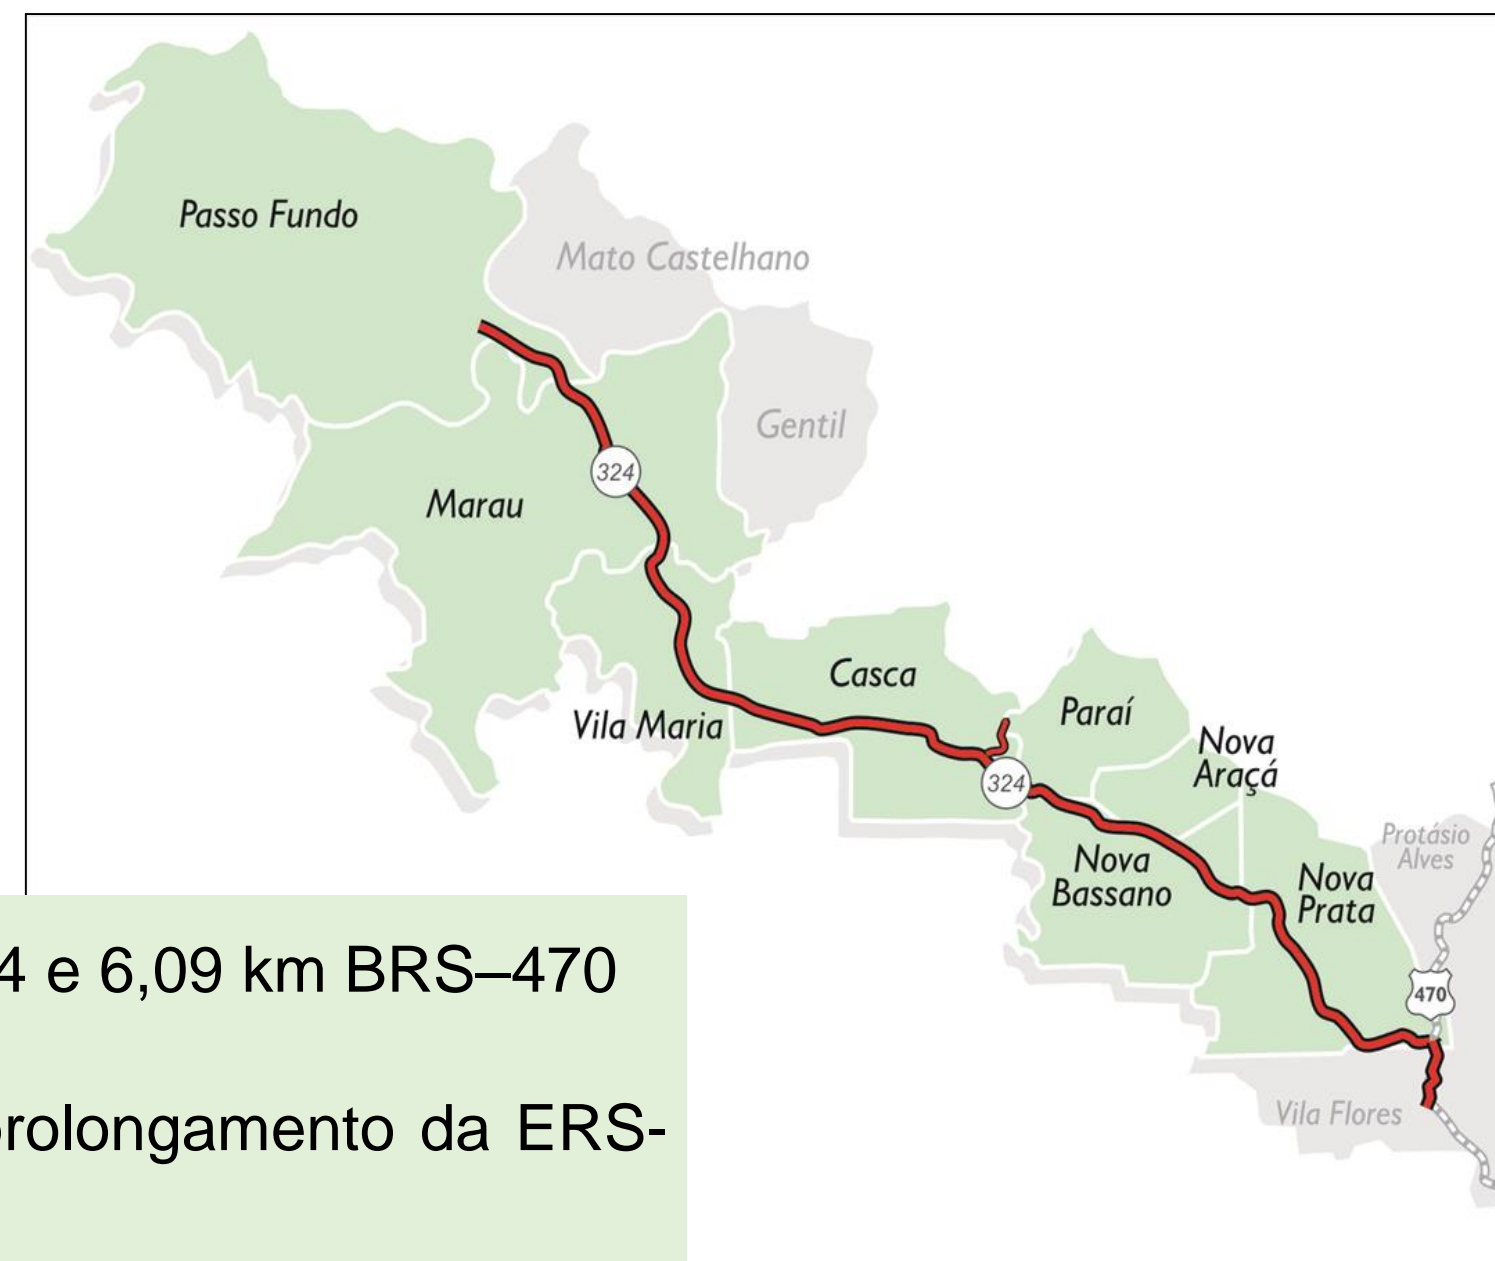 Passo Fundo
Mato Castelhano
Gentil
324
Marau
Casca
Vila Maria
Paraí
Nova
Araçá
324
Protásio
Alves
Nova
Bassano
Nova
Prata
470
Vila Flores
4 e 6,09 km BRS–470
rolongamento da ERS-